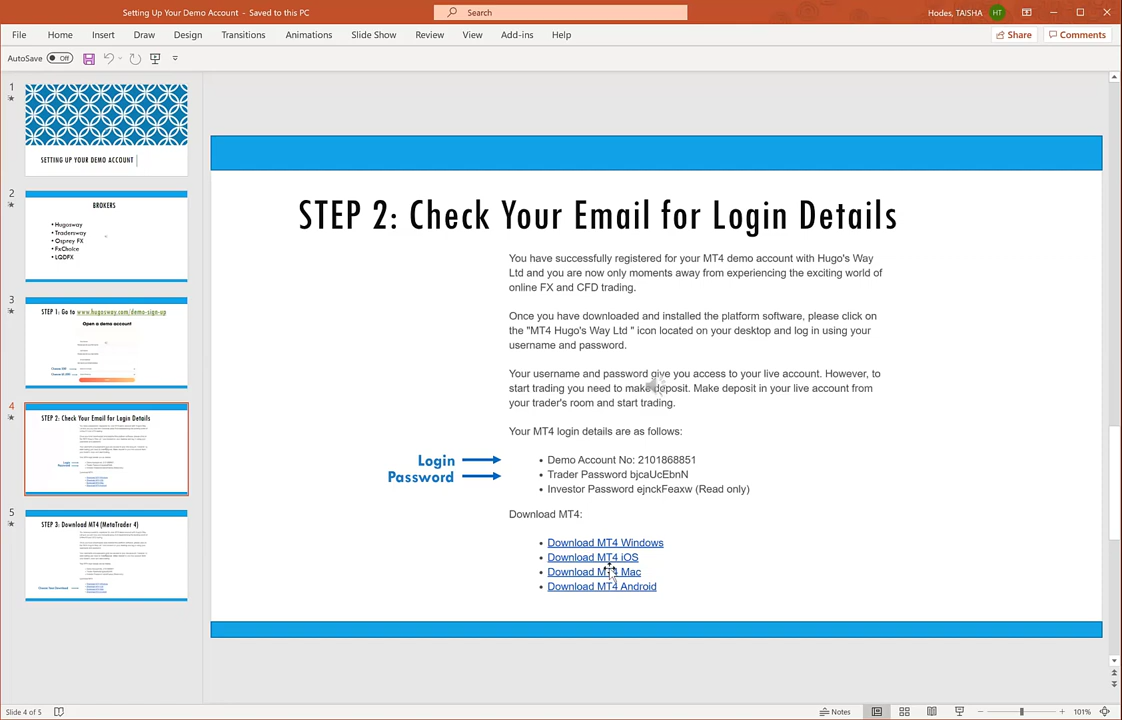 Setting Up Your Demo Account - Saved to this PC
Search
Hodes, TAISHA HT
File Home Insert Draw Design Transitions Animations Slide Show Review View Add-ins Help
Share Comments
AutoSave Off
1
SETTING UP YOUR DEMO ACCOUNT
2
BROKERS
• Hugosway
• Tradersway
• Osprey FX
• FxChoice
• LQDFX
3
STEP 1: Go to www.hugosway.com/demo-sign-up
Open a demo account
4
STEP 2: Check Your Email for Login Details
Login
Password
5
STEP 3: Download MT4 (MetaTrader 4)
STEP 2: Check Your Email for Login Details
You have successfully registered for your MT4 demo account with Hugo's Way
Ltd and you are now only moments away from experiencing the exciting world of
online FX and CFD trading.
Once you have downloaded and installed the platform software, please click on
the "MT4 Hugo's Way Ltd " icon located on your desktop and log in using your
username and password.
Your username and password give you access to your live account. However, to
start trading you need to make deposit. Make deposit in your live account from
your trader's room and start trading.
Your MT4 login details are as follows:
Login • Demo Account No: 2101868851
Password • Trader Password bjcaUcEbnN
• Investor Password ejnckFeaxw (Read only)
Download MT4:
• Download MT4 Windows
• Download MT4 iOS
• Download MT4 Mac
• Download MT4 Android
Slide 4 of 5
Notes
101%